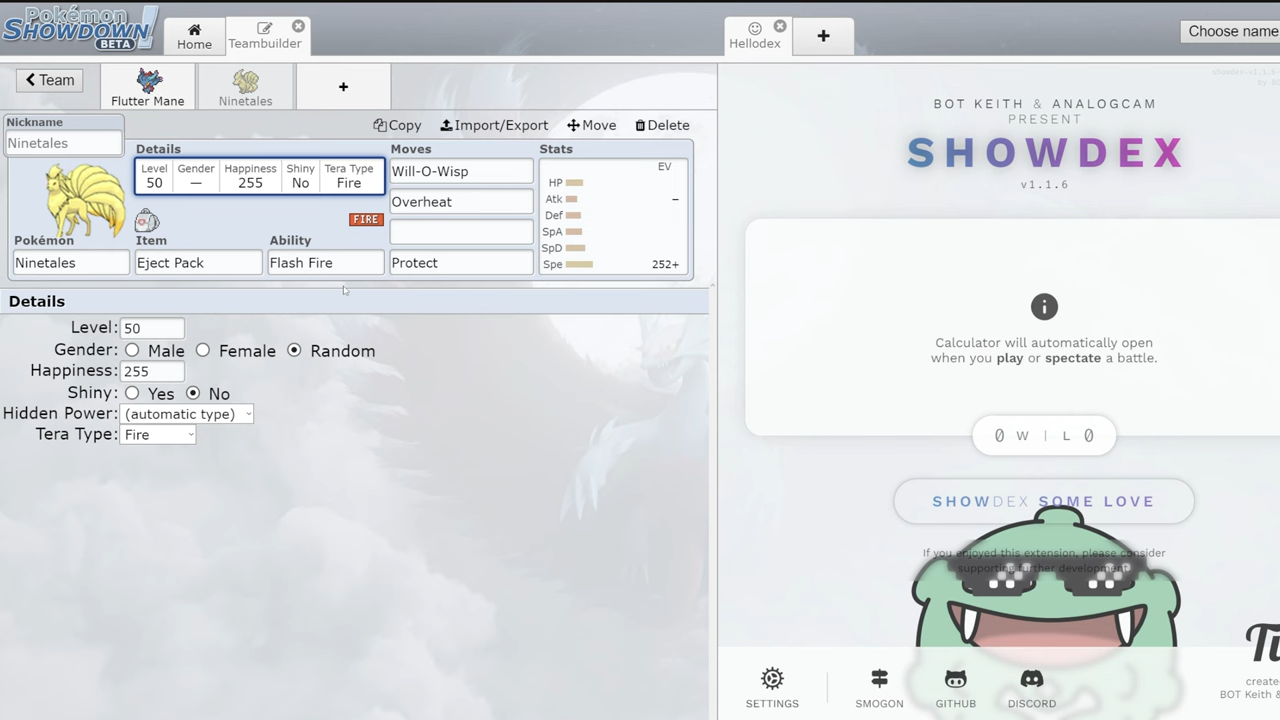 Pokémon
SHOWDOWN!
BETA
Home
Teambuilder
Hellodex
+
Choose name
Team
Flutter Mane
Ninetales
+
Nickname
Ninetales
Copy
Import/Export
Move
Delete
Details
Level
50
Gender
—
Happiness
255
Shiny
No
Tera Type
Fire
FIRE
Pokémon
Ninetales
Item
Eject Pack
Ability
Flash Fire
Moves
Will-O-Wisp
Overheat
Protect
Stats
EV
HP
Atk –
Def
SpA
SpD
Spe 252+
Details
Level: 50
Gender: Male Female Random
Happiness: 255
Shiny: Yes No
Hidden Power: (automatic type)
Tera Type: Fire
BOT KEITH & ANALOGCAM
PRESENT
SHOWDEX
v1.1.6
Calculator will automatically open
when you play or spectate a battle.
0 W | L 0
SHOWDEX SOME LOVE
If you enjoyed this extension, please consider
supporting further development.
SETTINGS
SMOGON
GITHUB
DISCORD
BOT Keith &